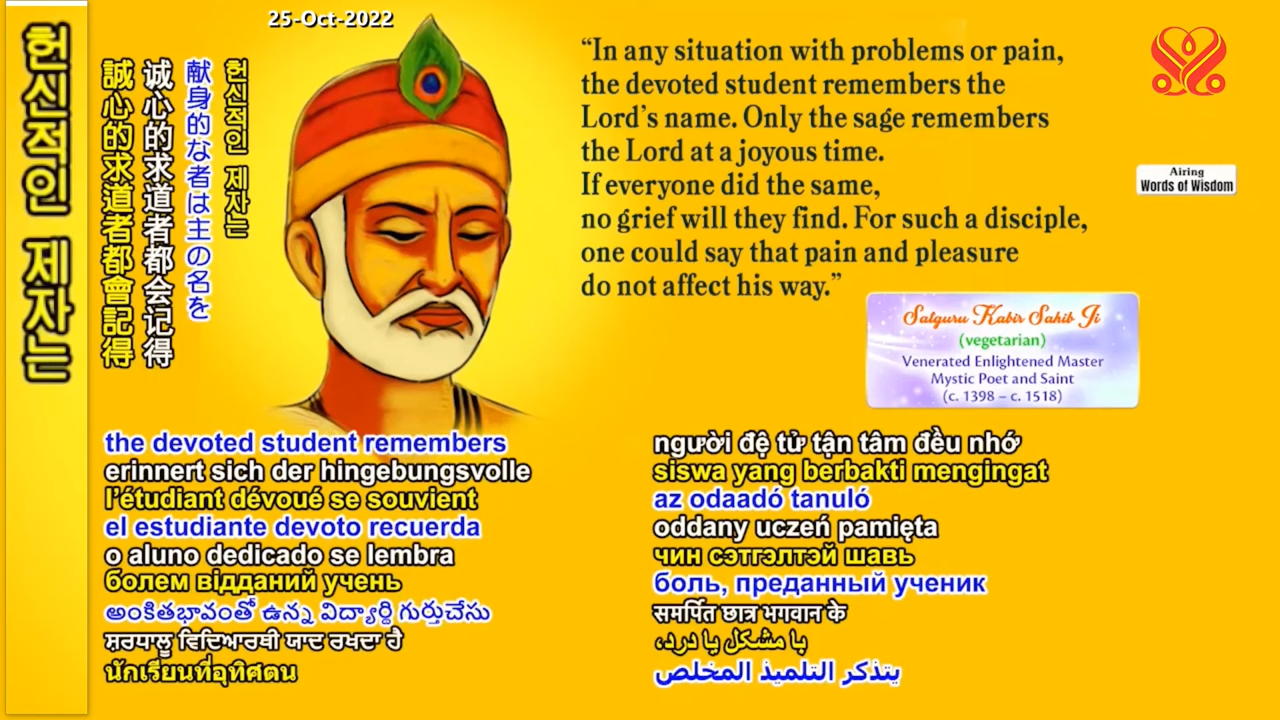 헌신적인 제자는
25-Oct-2022
誠心的求道者都會記得
诚心的求道者都会记得
献身的な者は主の名を
헌신적인 제자는
“In any situation with problems or pain,
the devoted student remembers the
Lord’s name. Only the sage remembers
the Lord at a joyous time.
If everyone did the same,
no grief will they find. For such a disciple,
one could say that pain and pleasure
do not affect his way.”
Airing
Words of Wisdom
Satguru Kabir Sahib Ji
(vegetarian)
Venerated Enlightened Master
Mystic Poet and Saint
(c. 1398 – c. 1518)
the devoted student remembers
erinnert sich der hingebungsvolle
l’étudiant dévoué se souvient
el estudiante devoto recuerda
o aluno dedicado se lembra
болем відданий учень
అంకితభావంతో ఉన్న విద్యార్థి గుర్తుచేసు
ਸ਼ਰਧਾਲੂ ਵਿਦਿਆਰਥੀ ਯਾਦ ਰਖਦਾ ਹੈ
นักเรียนที่อุทิศตน
người đệ tử tận tâm đều nhớ
siswa yang berbakti mengingat
az odaadó tanuló
oddany uczeń pamięta
чин сэтгэлтэй шавь
боль, преданный ученик
समर्पित छात्र भगवान के
با مشکل یا درد،
يتذكر التلميذ المخلص